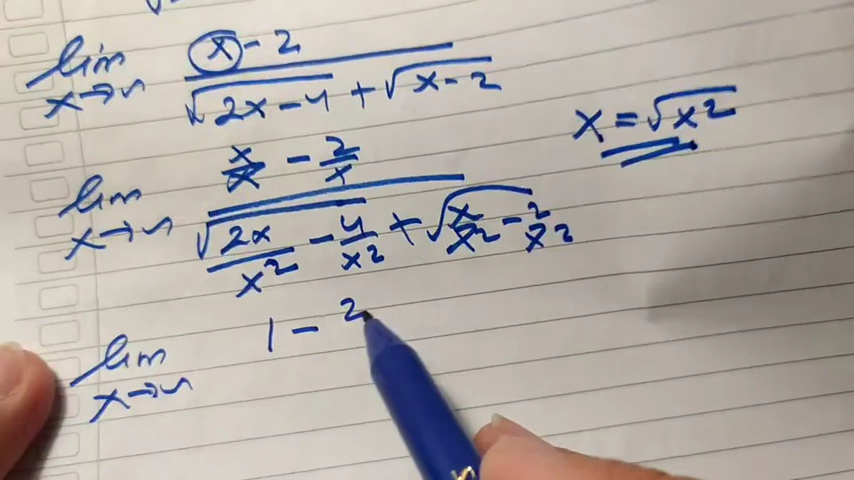 lim x→∞ x - 2 / √2x - 4 + √x - 2
x = √x²
lim x→∞ x/x - 2/x / √2x/x² - 4/x² + √x/x² - 2/x²
lim x→∞ 1 - 2